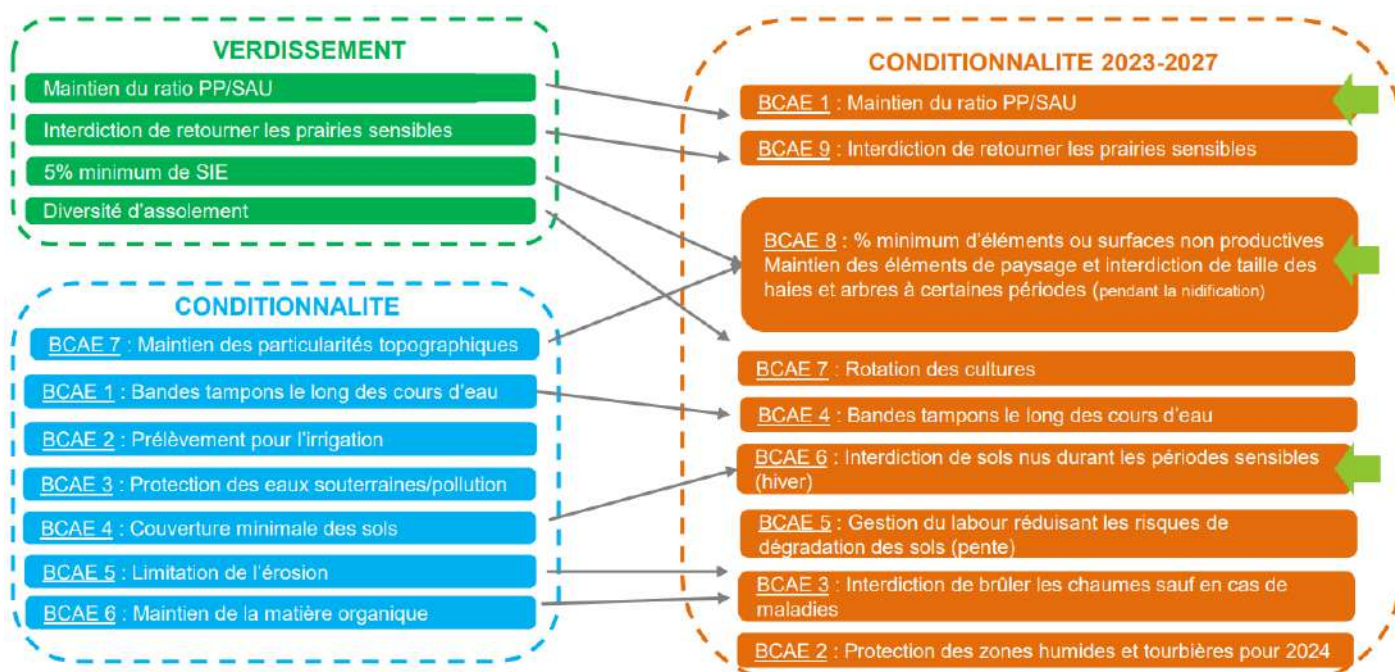 VERDISSEMENT
Maintien du ratio PP/SAU
Interdiction de retourner les prairies sensibles
5% minimum de SIE
Diversité d'assolement
CONDITIONNALITE
BCAE 7 : Maintien des particularités topographiques
BCAE 1 : Bandes tampons le long des cours d'eau
BCAE 2 : Prélèvement pour l'irrigation
BCAE 3 : Protection des eaux souterraines/pollution
BCAE 4 : Couverture minimale des sols
BCAE 5 : Limitation de l'érosion
BCAE 6 : Maintien de la matière organique
CONDITIONNALITE 2023-2027
BCAE 1 : Maintien du ratio PP/SAU
BCAE 9 : Interdiction de retourner les prairies sensibles
BCAE 8 : % minimum d'éléments ou surfaces non productives
Maintien des éléments de paysage et interdiction de taille des
haies et arbres à certaines périodes (pendant la nidification)
BCAE 7 : Rotation des cultures
BCAE 4 : Bandes tampons le long des cours d'eau
BCAE 6 : Interdiction de sols nus durant les périodes sensibles
(hiver)
BCAE 5 : Gestion du labour réduisant les risques de
dégradation des sols (pente)
BCAE 3 : Interdiction de brûler les chaumes sauf en cas de
maladies
BCAE 2 : Protection des zones humides et tourbières pour 2024